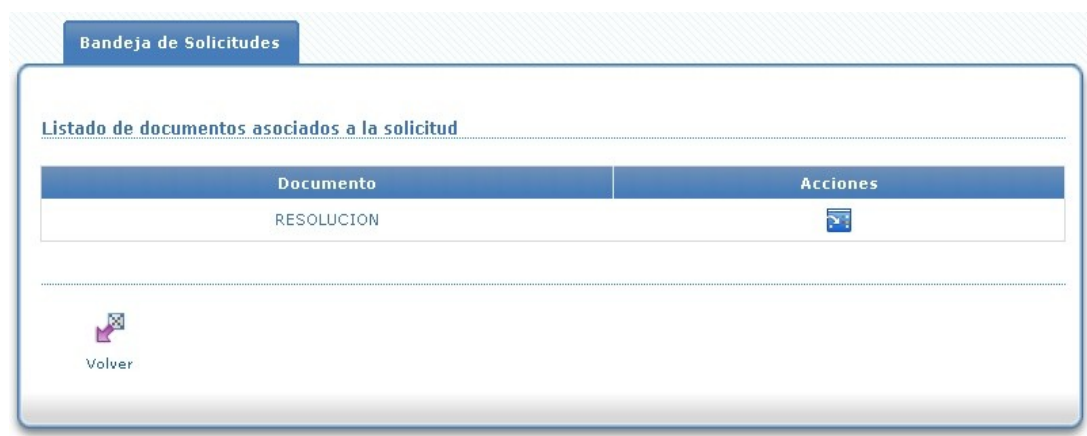 Bandeja de Solicitudes
Listado de documentos asociados a la solicitud
Documento Acciones
RESOLUCION
Volver